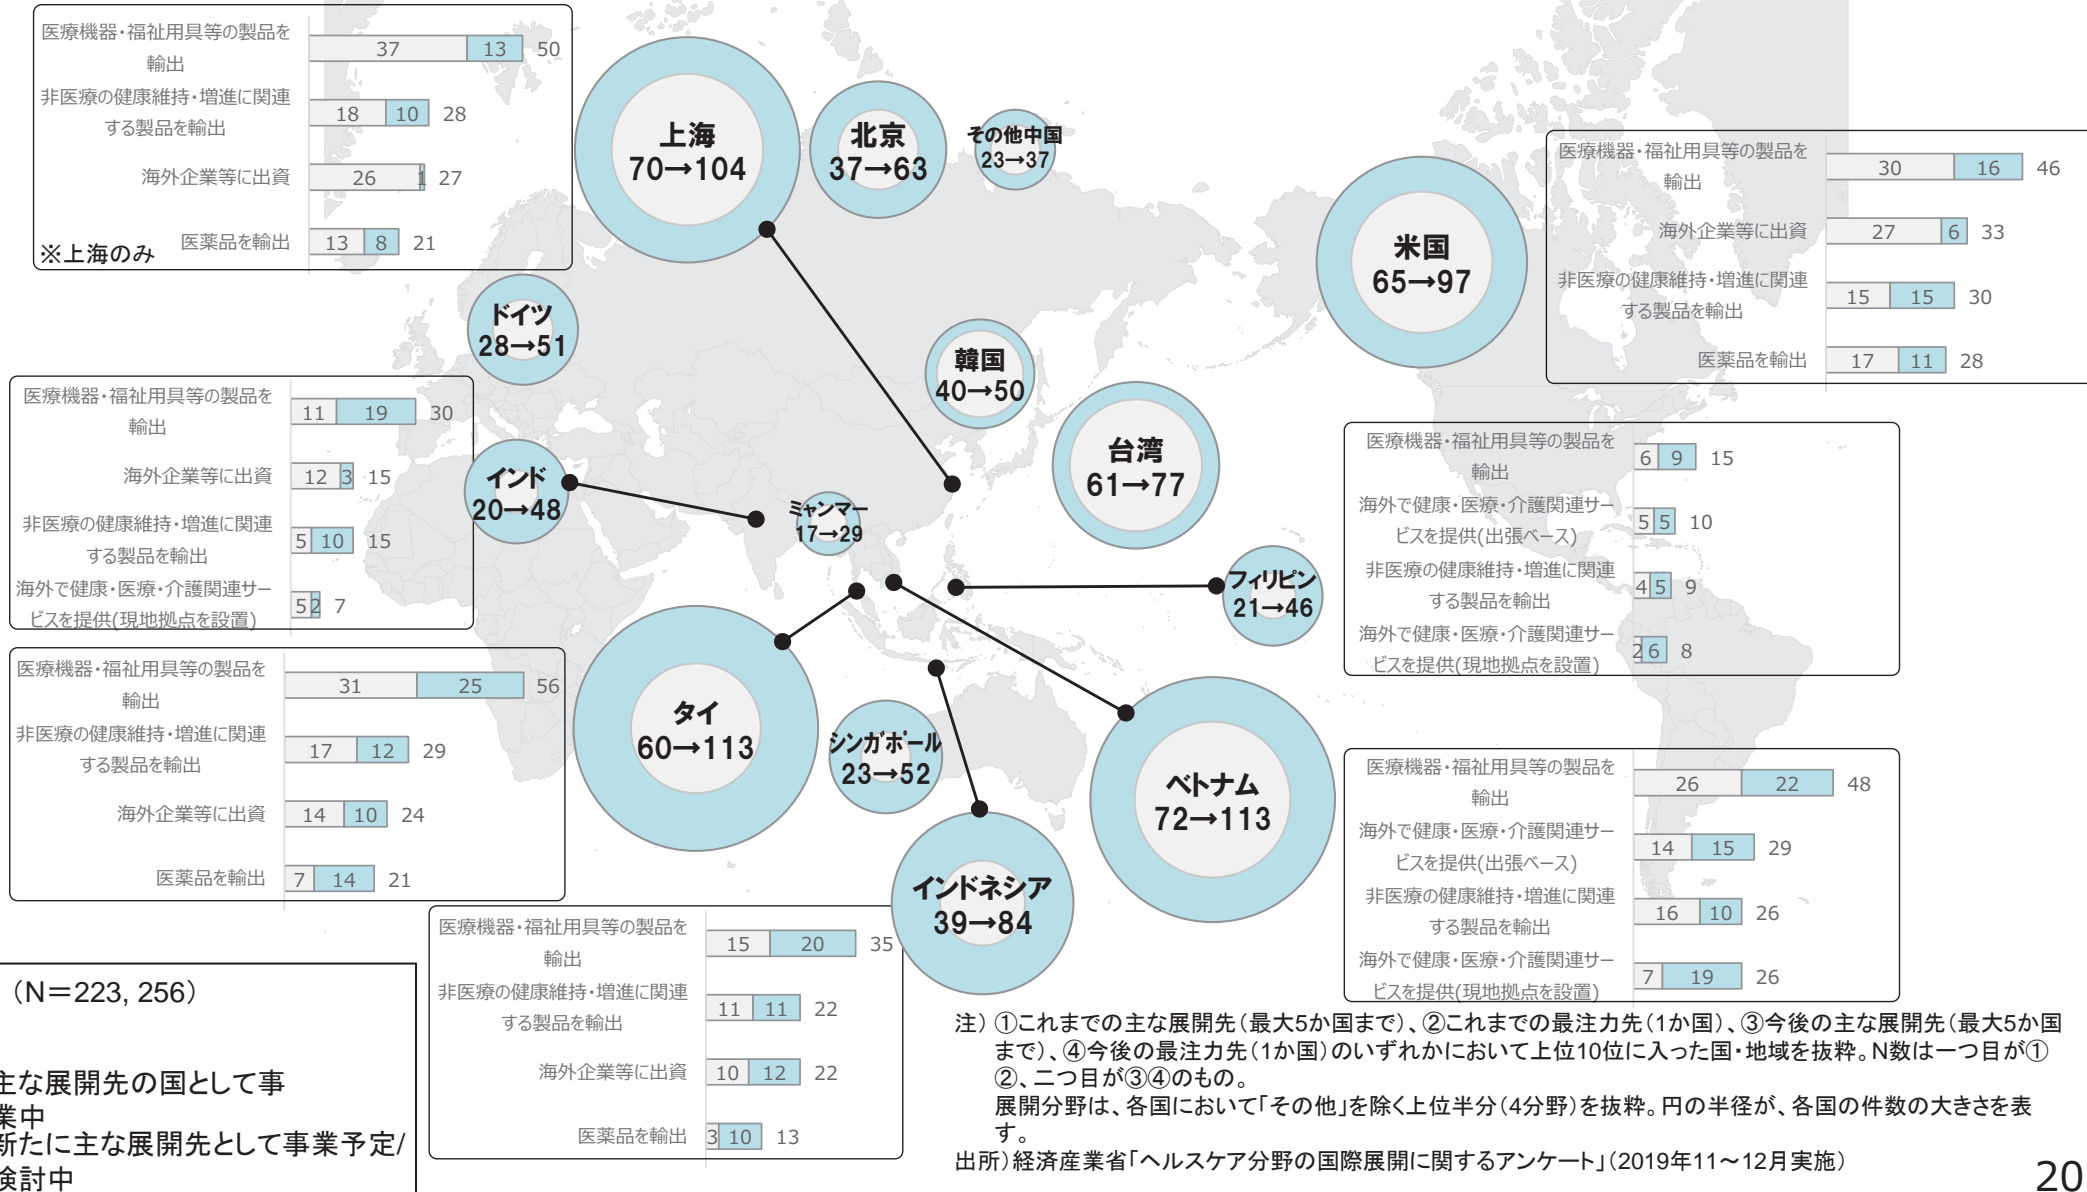 医療機器・福祉用具等の製品を
輸出
37 13 50
非医療の健康維持・増進に関連
する製品を輸出
18 10 28
海外企業等に出資
26 1 27
医薬品を輸出
13 8 21
※上海のみ
上海
70→104
北京
37→63
その他中国
23→37
米国
65→97
医療機器・福祉用具等の製品を
輸出
30 16 46
海外企業等に出資
27 6 33
非医療の健康維持・増進に関連
する製品を輸出
15 15 30
医薬品を輸出
17 11 28
ドイツ
28→51
韓国
40→50
台湾
61→77
インド
20→48
ミャンマー
17→29
フィリピン
21→46
医療機器・福祉用具等の製品を
輸出
11 19 30
海外企業等に出資
12 3 15
非医療の健康維持・増進に関連
する製品を輸出
5 10 15
海外で健康・医療・介護関連サー
ビスを提供(現地拠点を設置)
5 2 7
医療機器・福祉用具等の製品を
輸出
6 9 15
海外で健康・医療・介護関連サー
ビスを提供(出張ベース)
5 5 10
非医療の健康維持・増進に関連
する製品を輸出
4 5 9
海外で健康・医療・介護関連サー
ビスを提供(現地拠点を設置)
2 6 8
医療機器・福祉用具等の製品を
輸出
31 25 56
非医療の健康維持・増進に関連
する製品を輸出
17 12 29
海外企業等に出資
14 10 24
医薬品を輸出
7 14 21
タイ
60→113
シンガポール
23→52
ベトナム
72→113
インドネシア
39→84
医療機器・福祉用具等の製品を
輸出
26 22 48
海外で健康・医療・介護関連サー
ビスを提供(出張ベース)
14 15 29
非医療の健康維持・増進に関連
する製品を輸出
16 10 26
海外で健康・医療・介護関連サー
ビスを提供(現地拠点を設置)
7 19 26
医療機器・福祉用具等の製品を
輸出
15 20 35
非医療の健康維持・増進に関連
する製品を輸出
11 11 22
海外企業等に出資
10 12 22
医薬品を輸出
3 10 13
（N＝223, 256）
主な展開先の国として事
業中
新たに主な展開先として事業予定/
検討中
注）①これまでの主な展開先（最大5か国まで）、②これまでの最注力先（1か国）、③今後の主な展開先（最大5か国
まで）、④今後の最注力先（1か国）のいずれかにおいて上位10位に入った国・地域を抜粋。N数は一つ目が①
②、二つ目が③④のもの。
展開分野は、各国において「その他」を除く上位半分（4分野）を抜粋。円の半径が、各国の件数の大きさを表
す。
出所）経済産業省「ヘルスケア分野の国際展開に関するアンケート」（2019年11～12月実施）
20